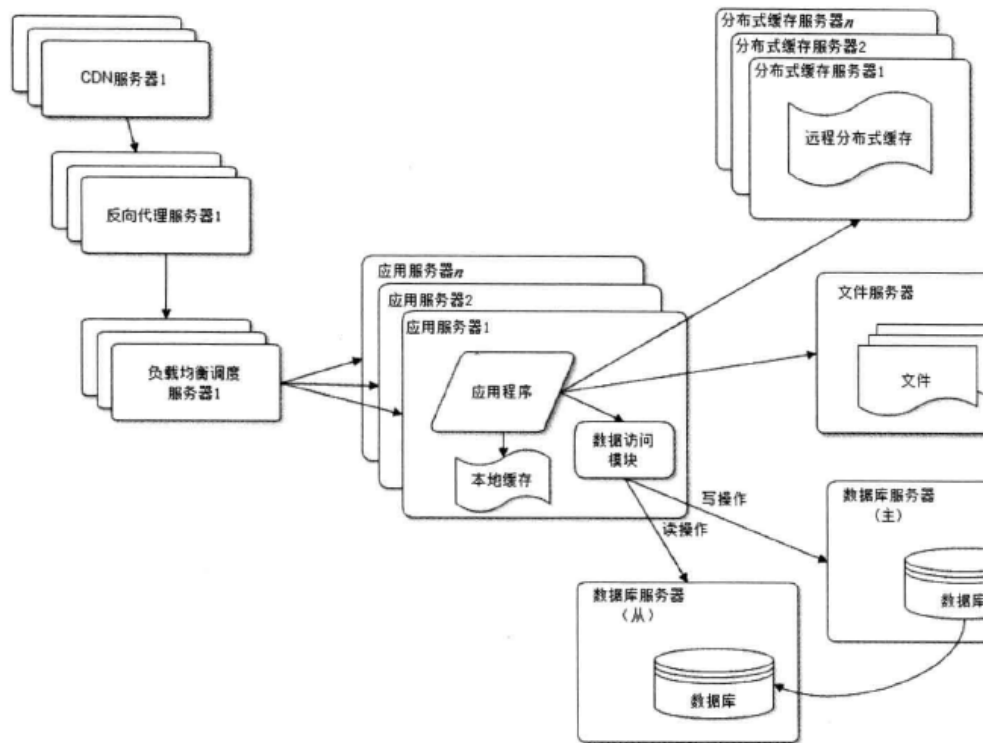 分布式缓存服务器n
分布式缓存服务器2
分布式缓存服务器1
远程分布式缓存
CDN服务器1
反向代理服务器1
负载均衡调度
服务器1
应用服务器n
应用服务器2
应用服务器1
应用程序
本地缓存
数据访问
模块
文件服务器
文件
写操作
读操作
数据库服务器
(主)
数据库
数据库服务器
(从)
数据库